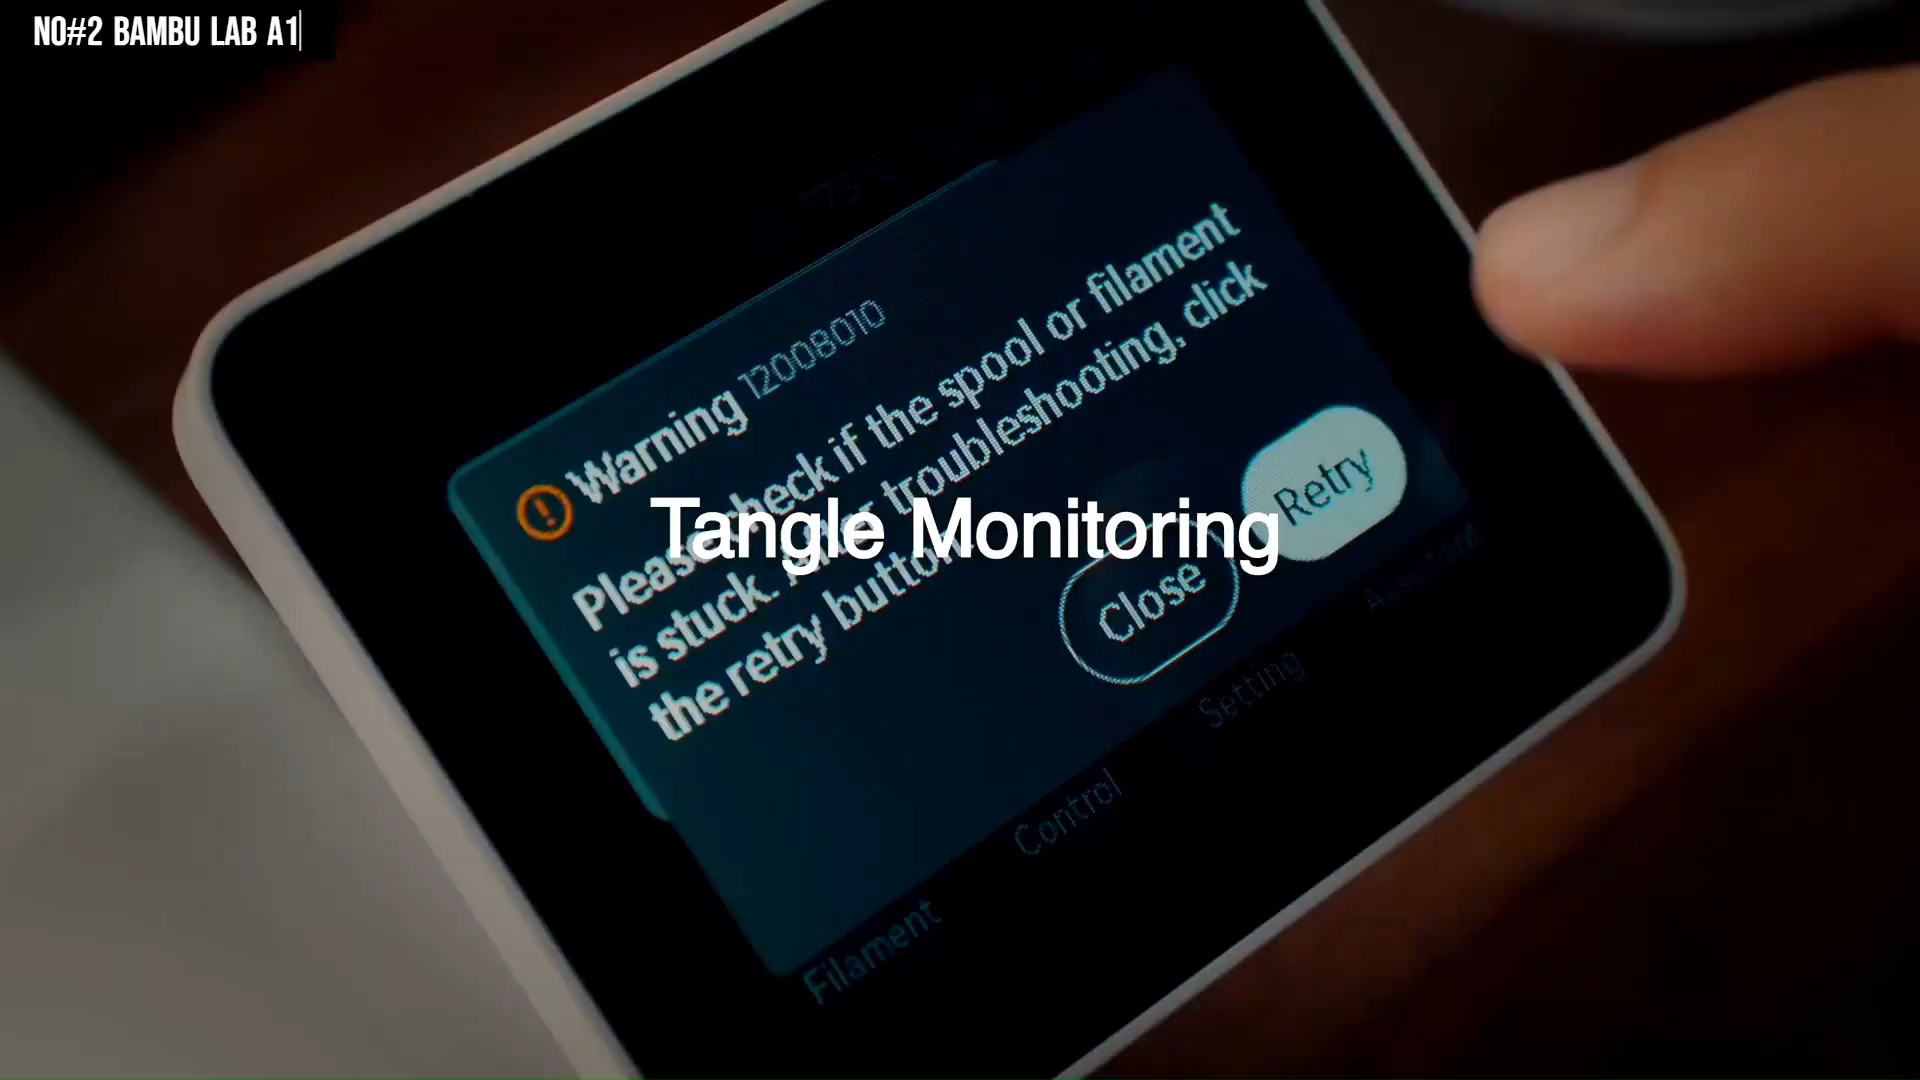 NO#2 BAMBU LAB A1
Warning 12008010
Please check if the spool or filament
is stuck. After troubleshooting, click
the retry button.
Tangle Monitoring
Close
Retry
Filament
Control
Setting
Assistant